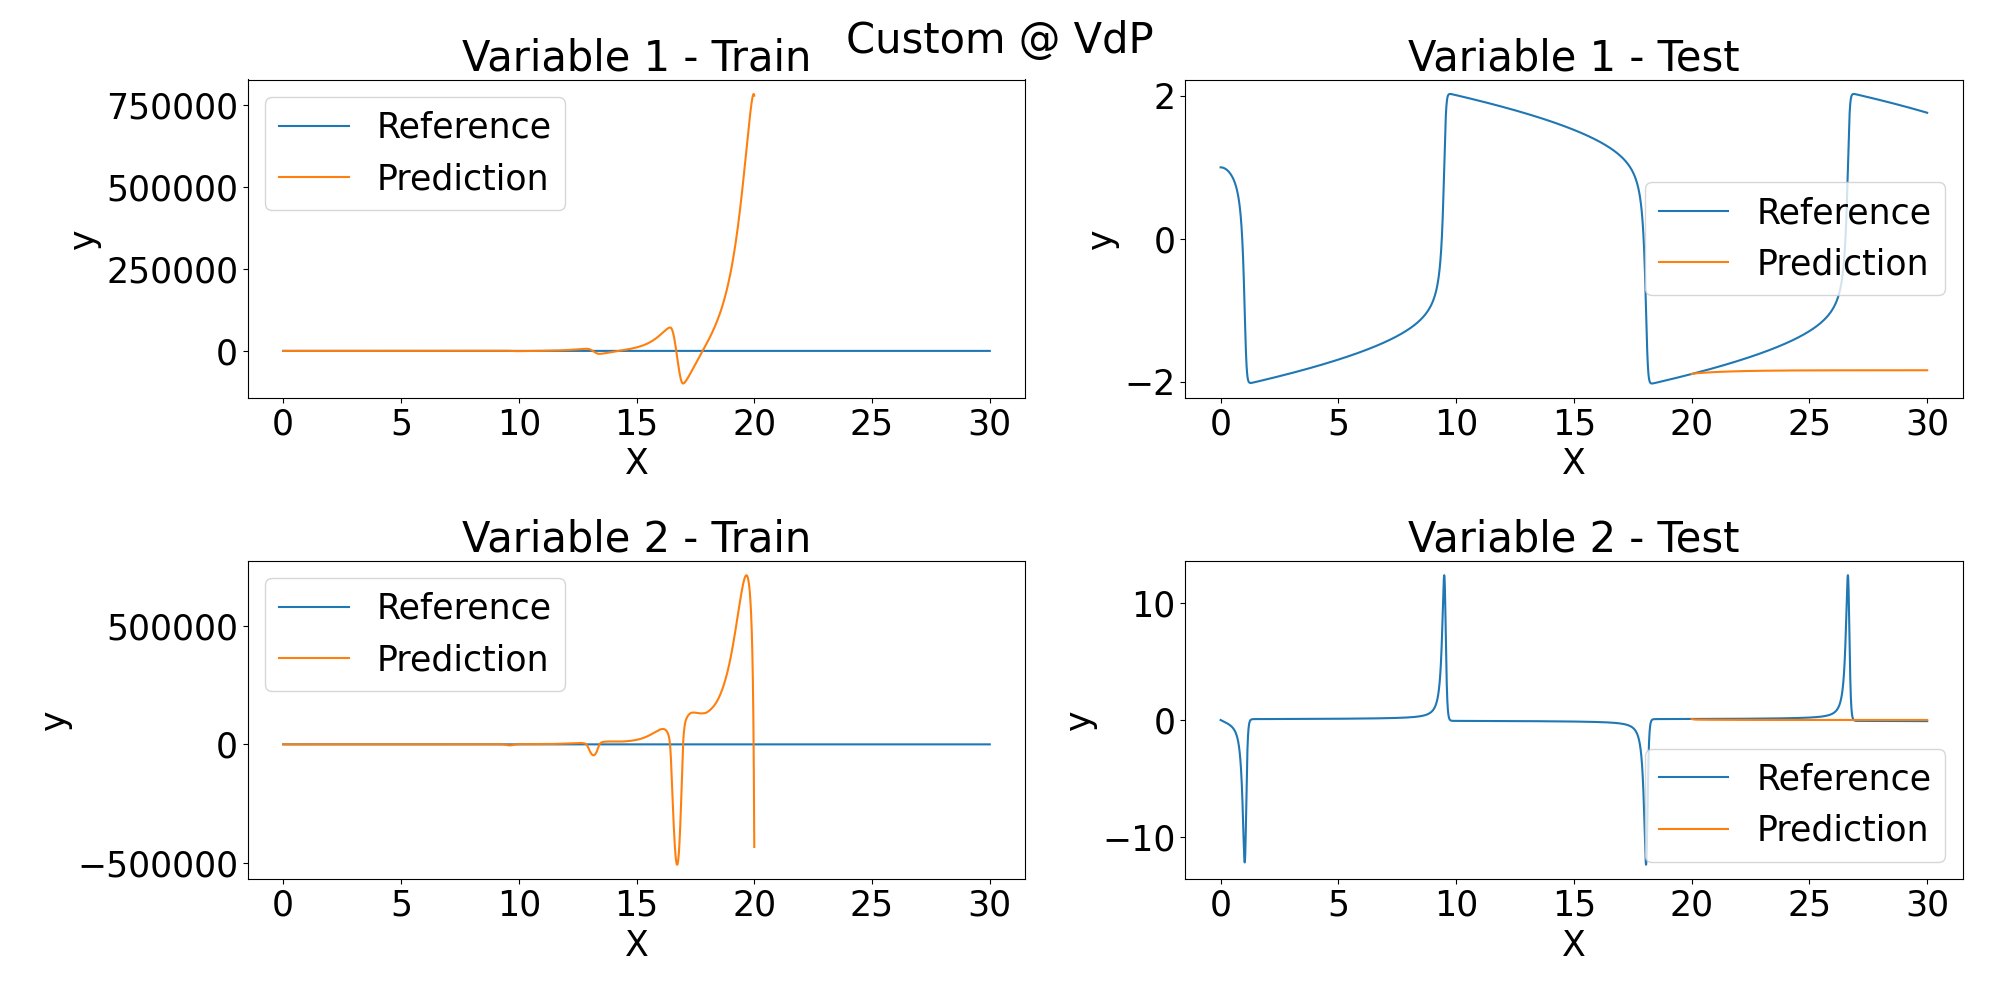 Custom @ VdP
Variable 1 - Train
750000
500000
250000
0
y
Reference
Prediction
0 5 10 15 20 25 30
X
Variable 1 - Test
2
0
−2
y
Reference
Prediction
0 5 10 15 20 25 30
X
Variable 2 - Train
500000
0
−500000
y
Reference
Prediction
0 5 10 15 20 25 30
X
Variable 2 - Test
10
0
−10
y
Reference
Prediction
0 5 10 15 20 25 30
X